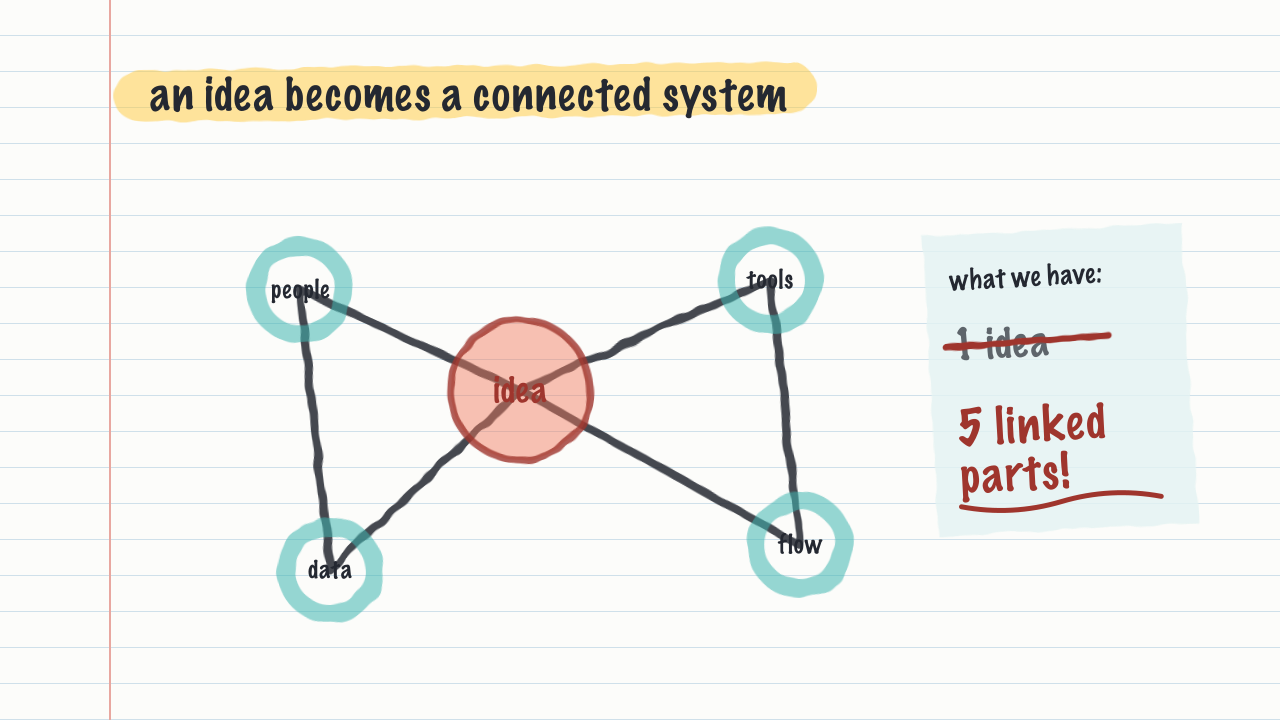 an idea becomes a connected system
people
tools
idea
data
flow
what we have:
1 idea
5 linked
parts!